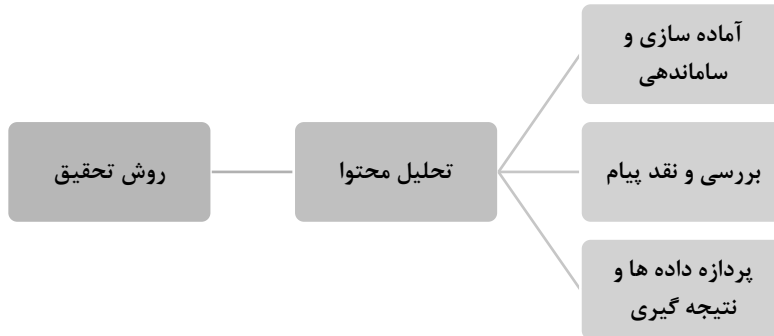 روش تحقیق
تحلیل محتوا
آماده سازی و
ساماندهی
بررسی و نقد پیام
پردازه داده ها و
نتیجه گیری